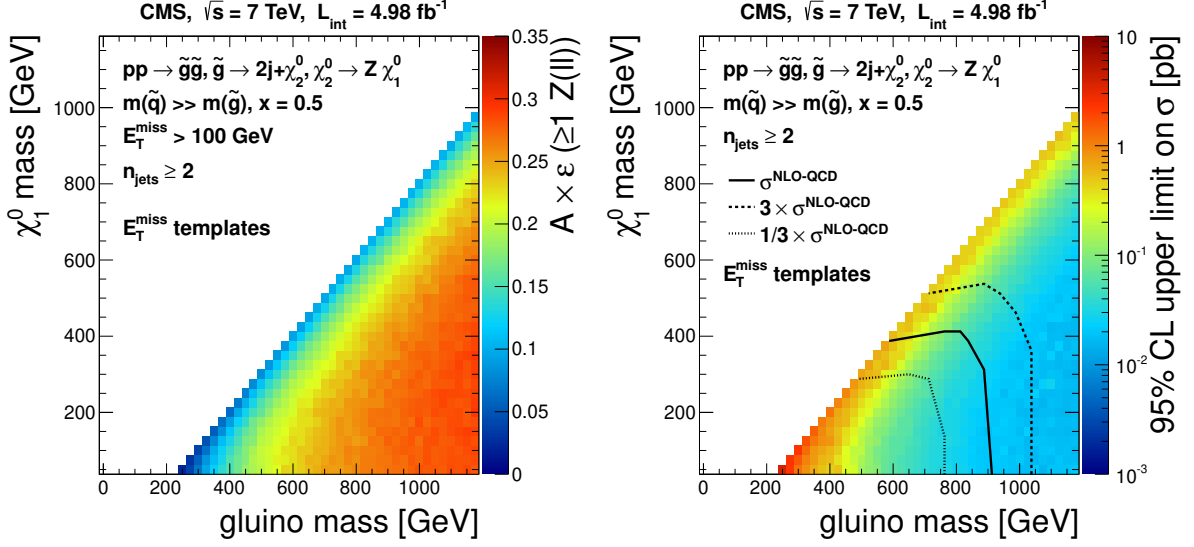 CMS, √s = 7 TeV, L_int = 4.98 fb⁻¹
pp → g̃g̃, g̃ → 2j+χ₂⁰, χ₂⁰ → Z χ₁⁰
m(q̃) >> m(g̃), x = 0.5
E_T^miss > 100 GeV
n_jets ≥ 2
E_T^miss templates
χ₁⁰ mass [GeV]
1000
800
600
400
200
0 200 400 600 800 1000
gluino mass [GeV]
0.35
0.3
0.25
0.2
0.15
0.1
0.05
0
A × ε (≥1 Z(ll))
CMS, √s = 7 TeV, L_int = 4.98 fb⁻¹
pp → g̃g̃, g̃ → 2j+χ₂⁰, χ₂⁰ → Z χ₁⁰
m(q̃) >> m(g̃), x = 0.5
n_jets ≥ 2
σ^NLO-QCD
3 × σ^NLO-QCD
1/3 × σ^NLO-QCD
E_T^miss templates
χ₁⁰ mass [GeV]
1000
800
600
400
200
0 200 400 600 800 1000
gluino mass [GeV]
10
1
10⁻¹
10⁻²
10⁻³
95% CL upper limit on σ [pb]